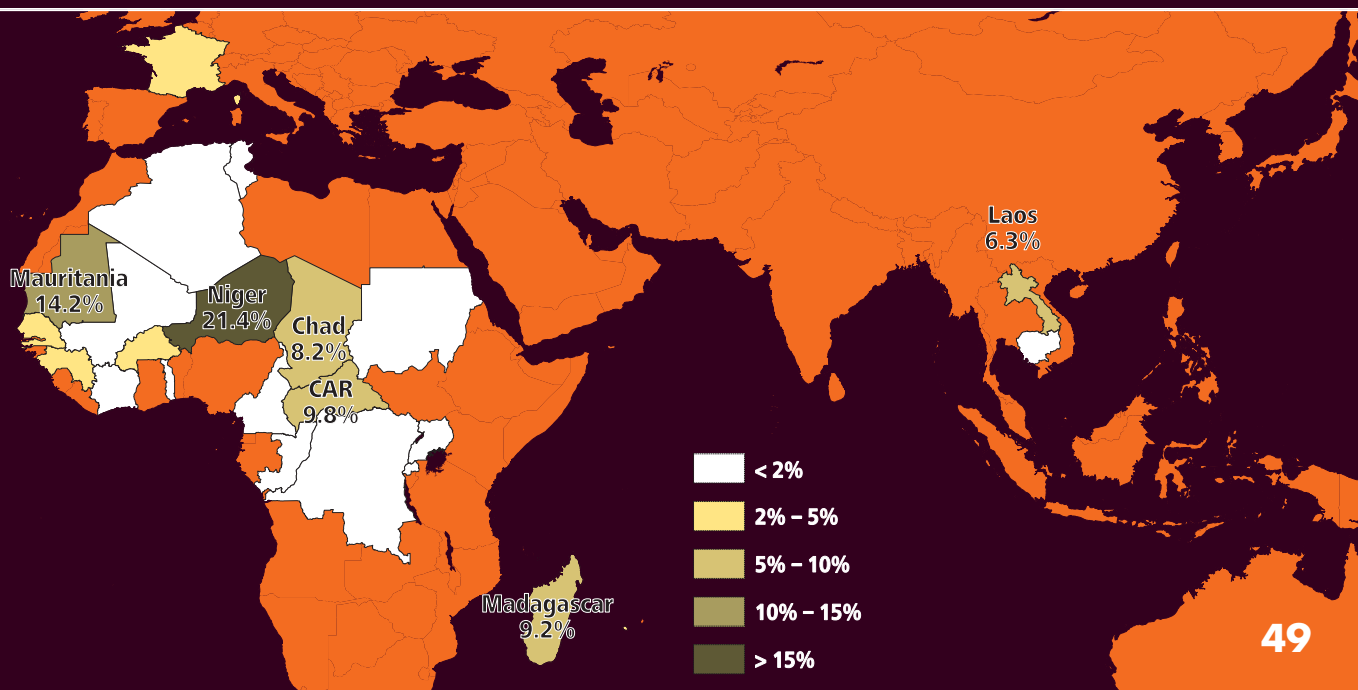 Laos
6.3%
Mauritania
14.2%
Niger
21.4%
Chad
8.2%
CAR
9.8%
Madagascar
9.2%
< 2%
2% – 5%
5% – 10%
10% – 15%
> 15%
49